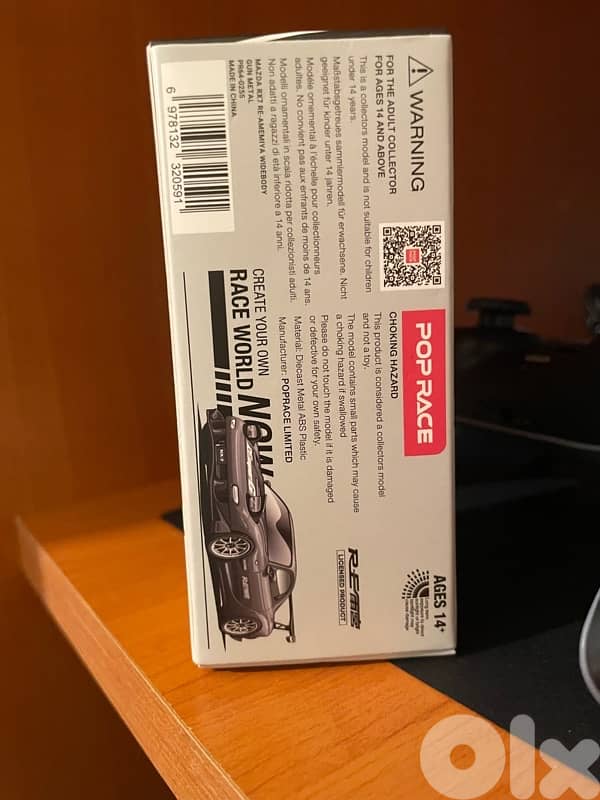 WARNING
FOR THE ADULT COLLECTOR
FOR AGES 14 AND ABOVE
This is a collectors model and is not suitable for children
under 14 years.
Maßstabsgetreues sammlermodell für erwachsene. Nicht
geeignet für kinder unter 14 jahren.
Modèle ornemental à l'échelle pour collectionneurs
adultes. No convient pas aux enfrants de moins de 14 ans.
Modelli ornamentali in scala ridotta per collezionisti adulti.
Non adatti a ragazzi di età inferiore a 14 anni.
MAZDA RX7 RE-AMEMIYA WIDEBODY
GUN METAL
PR64-0255
MADE IN CHINA
6 978132 320591
POP RACE
CHOKING HAZARD
This product is considered a collectors model
and not a toy.
The model contains small parts which may cause
a choking hazard if swallowed
Please do not touch the model if it is damaged
or defective for your own safety.
Material: Diecast Metal ABS Plastic
Manufacturer: POPRACE LIMITED
CREATE YOUR OWN
RACE WORLD NOW
AGES 14+
LICENSED PRODUCT
olx